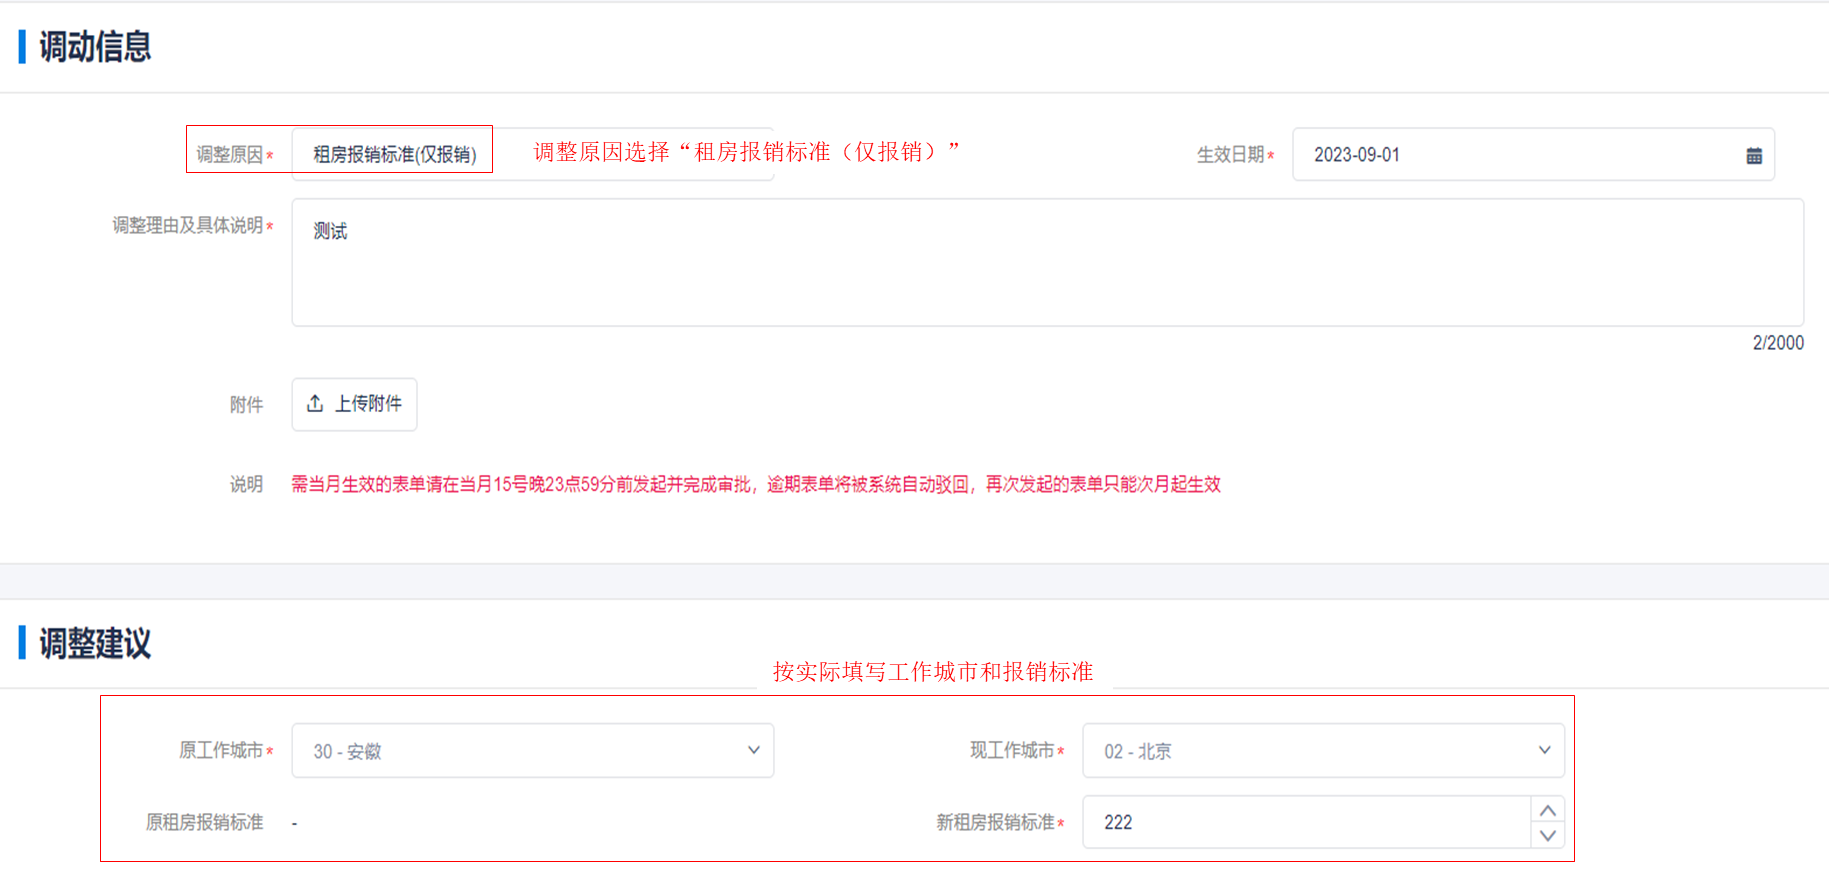 调动信息
调整原因* 租房报销标准(仅报销) 调整原因选择“租房报销标准（仅报销）” 生效日期* 2023-09-01
调整理由及具体说明* 测试
2/2000
附件 上传附件
说明 需当月生效的表单请在当月15号晚23点59分前发起并完成审批，逾期表单将被系统自动驳回，再次发起的表单只能次月起生效
调整建议
按实际填写工作城市和报销标准
原工作城市* 30 - 安徽 现工作城市* 02 - 北京
原租房报销标准 - 新租房报销标准* 222